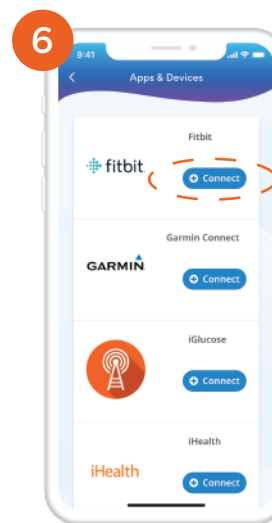 6
9:41
Apps & Devices
Fitbit
fitbit
Connect
Garmin Connect
GARMIN
Connect
iGlucose
Connect
iHealth
iHealth
Connect